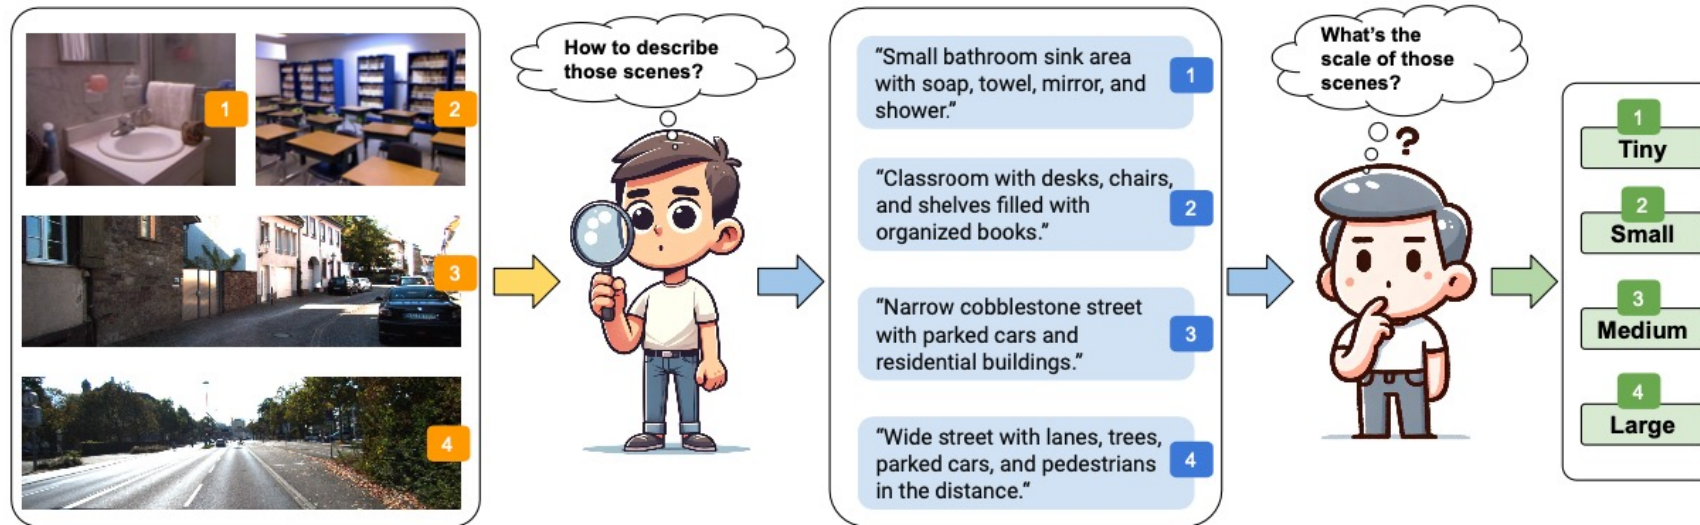 1
2
3
4
How to describe
those scenes?
“Small bathroom sink area
with soap, towel, mirror, and
shower.”
1
“Classroom with desks, chairs,
and shelves filled with
organized books.”
2
“Narrow cobblestone street
with parked cars and
residential buildings.”
3
“Wide street with lanes, trees,
parked cars, and pedestrians
in the distance.”
4
What’s the
scale of those
scenes?
?
1
Tiny
2
Small
3
Medium
4
Large